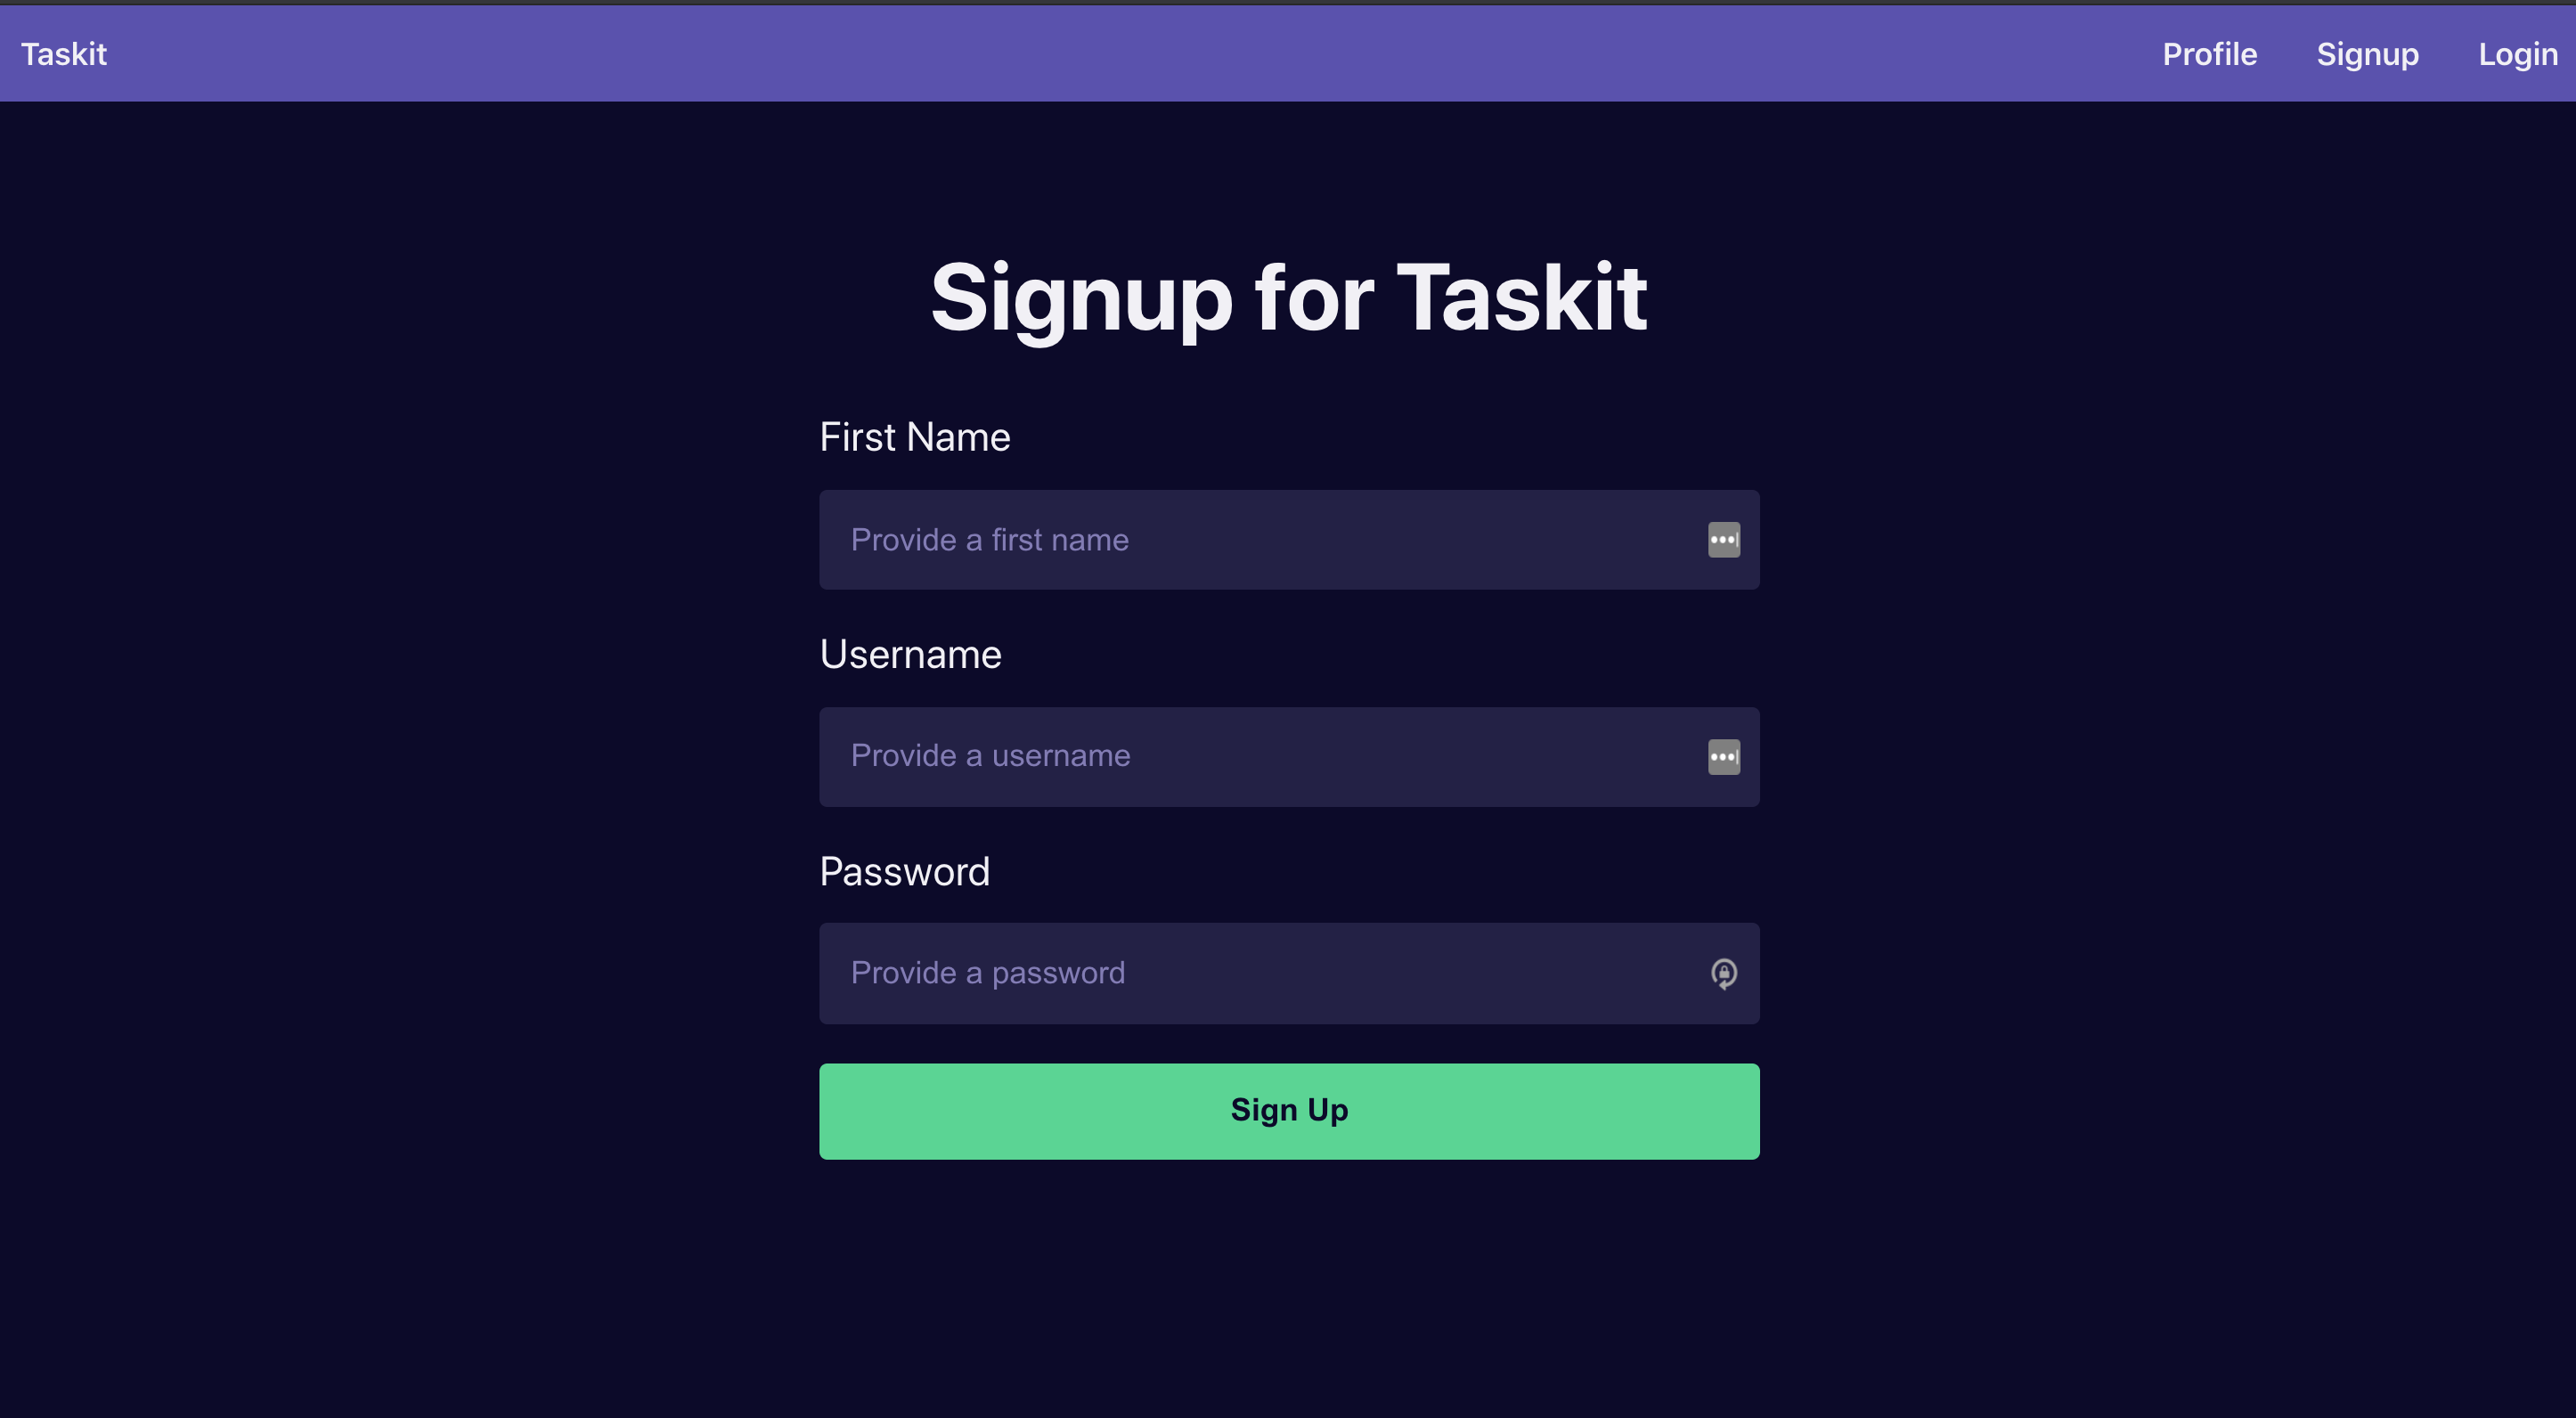 Taskit
Profile Signup Login
Signup for Taskit
First Name
Provide a first name
Username
Provide a username
Password
Provide a password
Sign Up